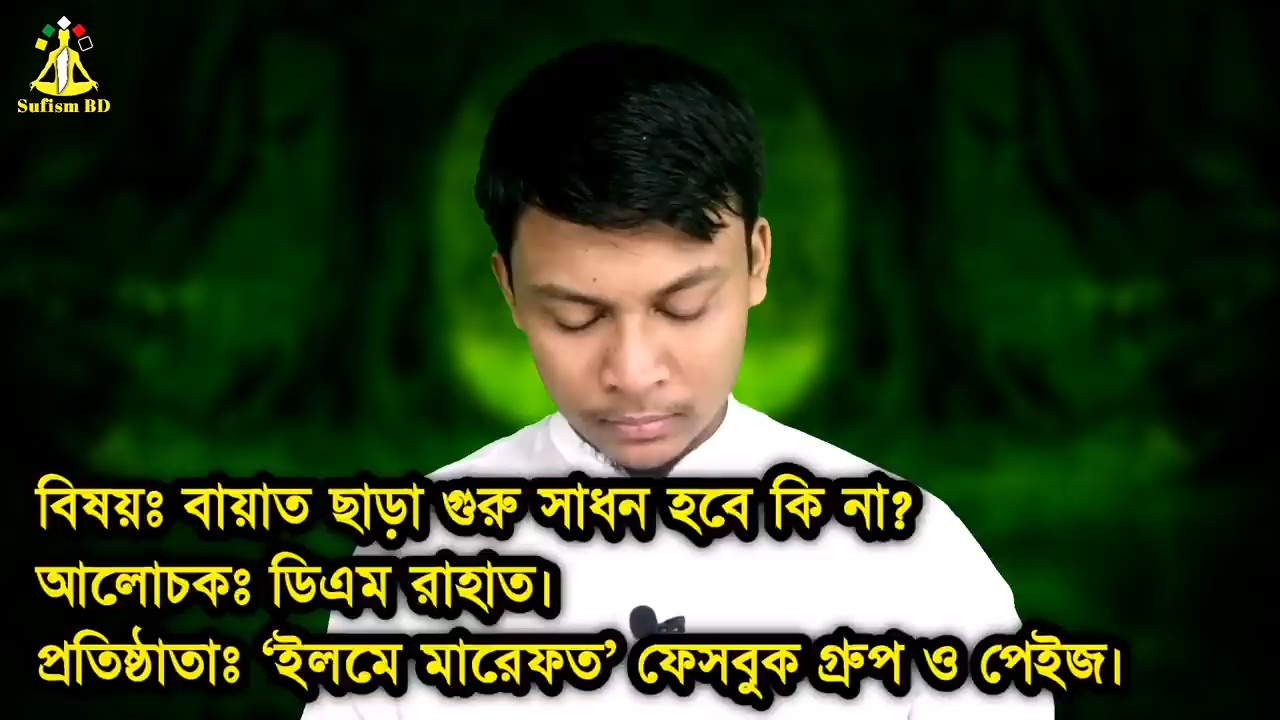 Sufism BD
বিষয়ঃ বায়াত ছাড়া গুরু সাধন হবে কি না?
আলোচকঃ ডিএম রাহাত।
প্রতিষ্ঠাতাঃ ‘ইলমে মারেফত’ ফেসবুক গ্রুপ ও পেইজ।